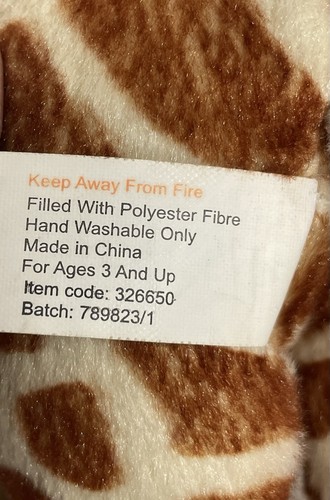 Keep Away From Fire
Filled With Polyester Fibre
Hand Washable Only
Made in China
For Ages 3 And Up
Item code: 326650
Batch: 789823/1